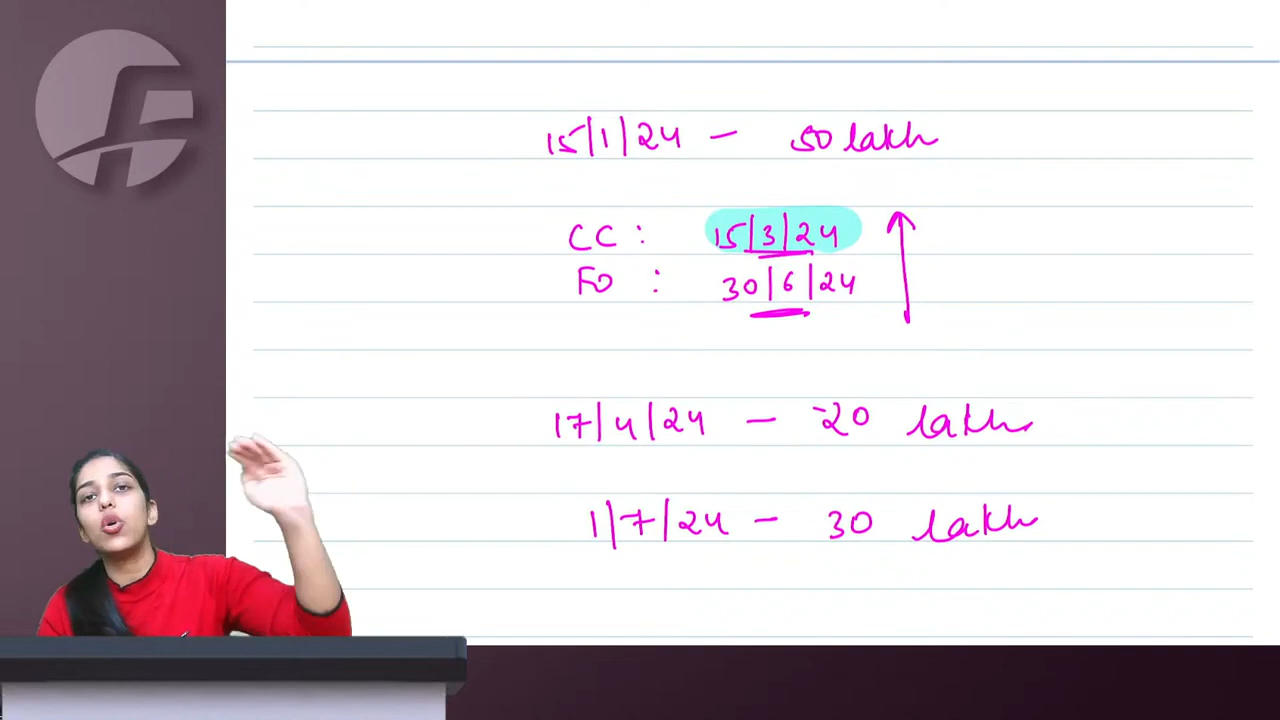 15/1/24 – 50 lakh
CC : 15/3/24
FO : 30/6/24
17/4/24 – 20 lakh
1/7/24 – 30 lakh